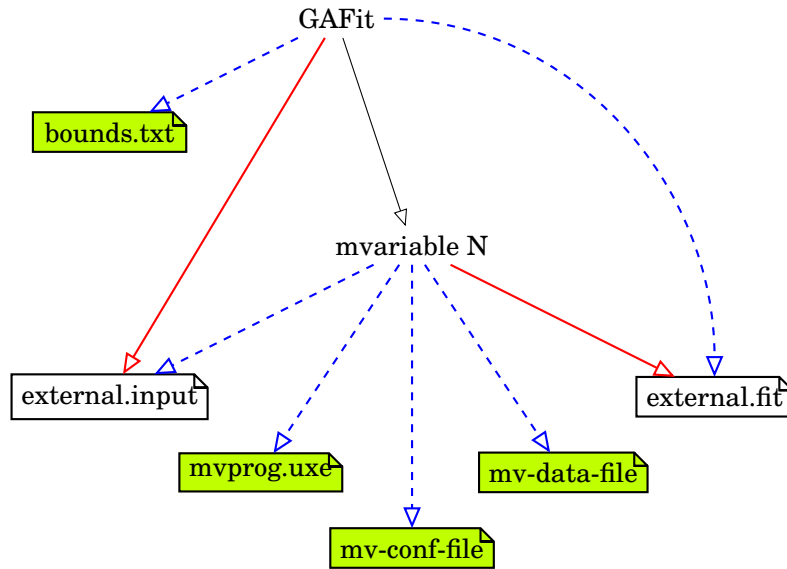 GAFit
bounds.txt
mvariable N
external.input
external.fit
mvprog.uxe
mv-data-file
mv-conf-file